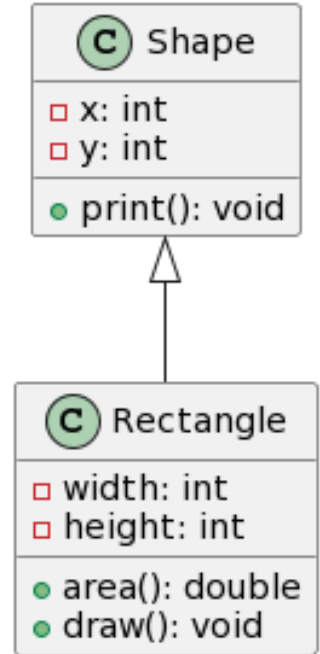 C Shape
x: int
y: int
print(): void
C Rectangle
width: int
height: int
area(): double
draw(): void